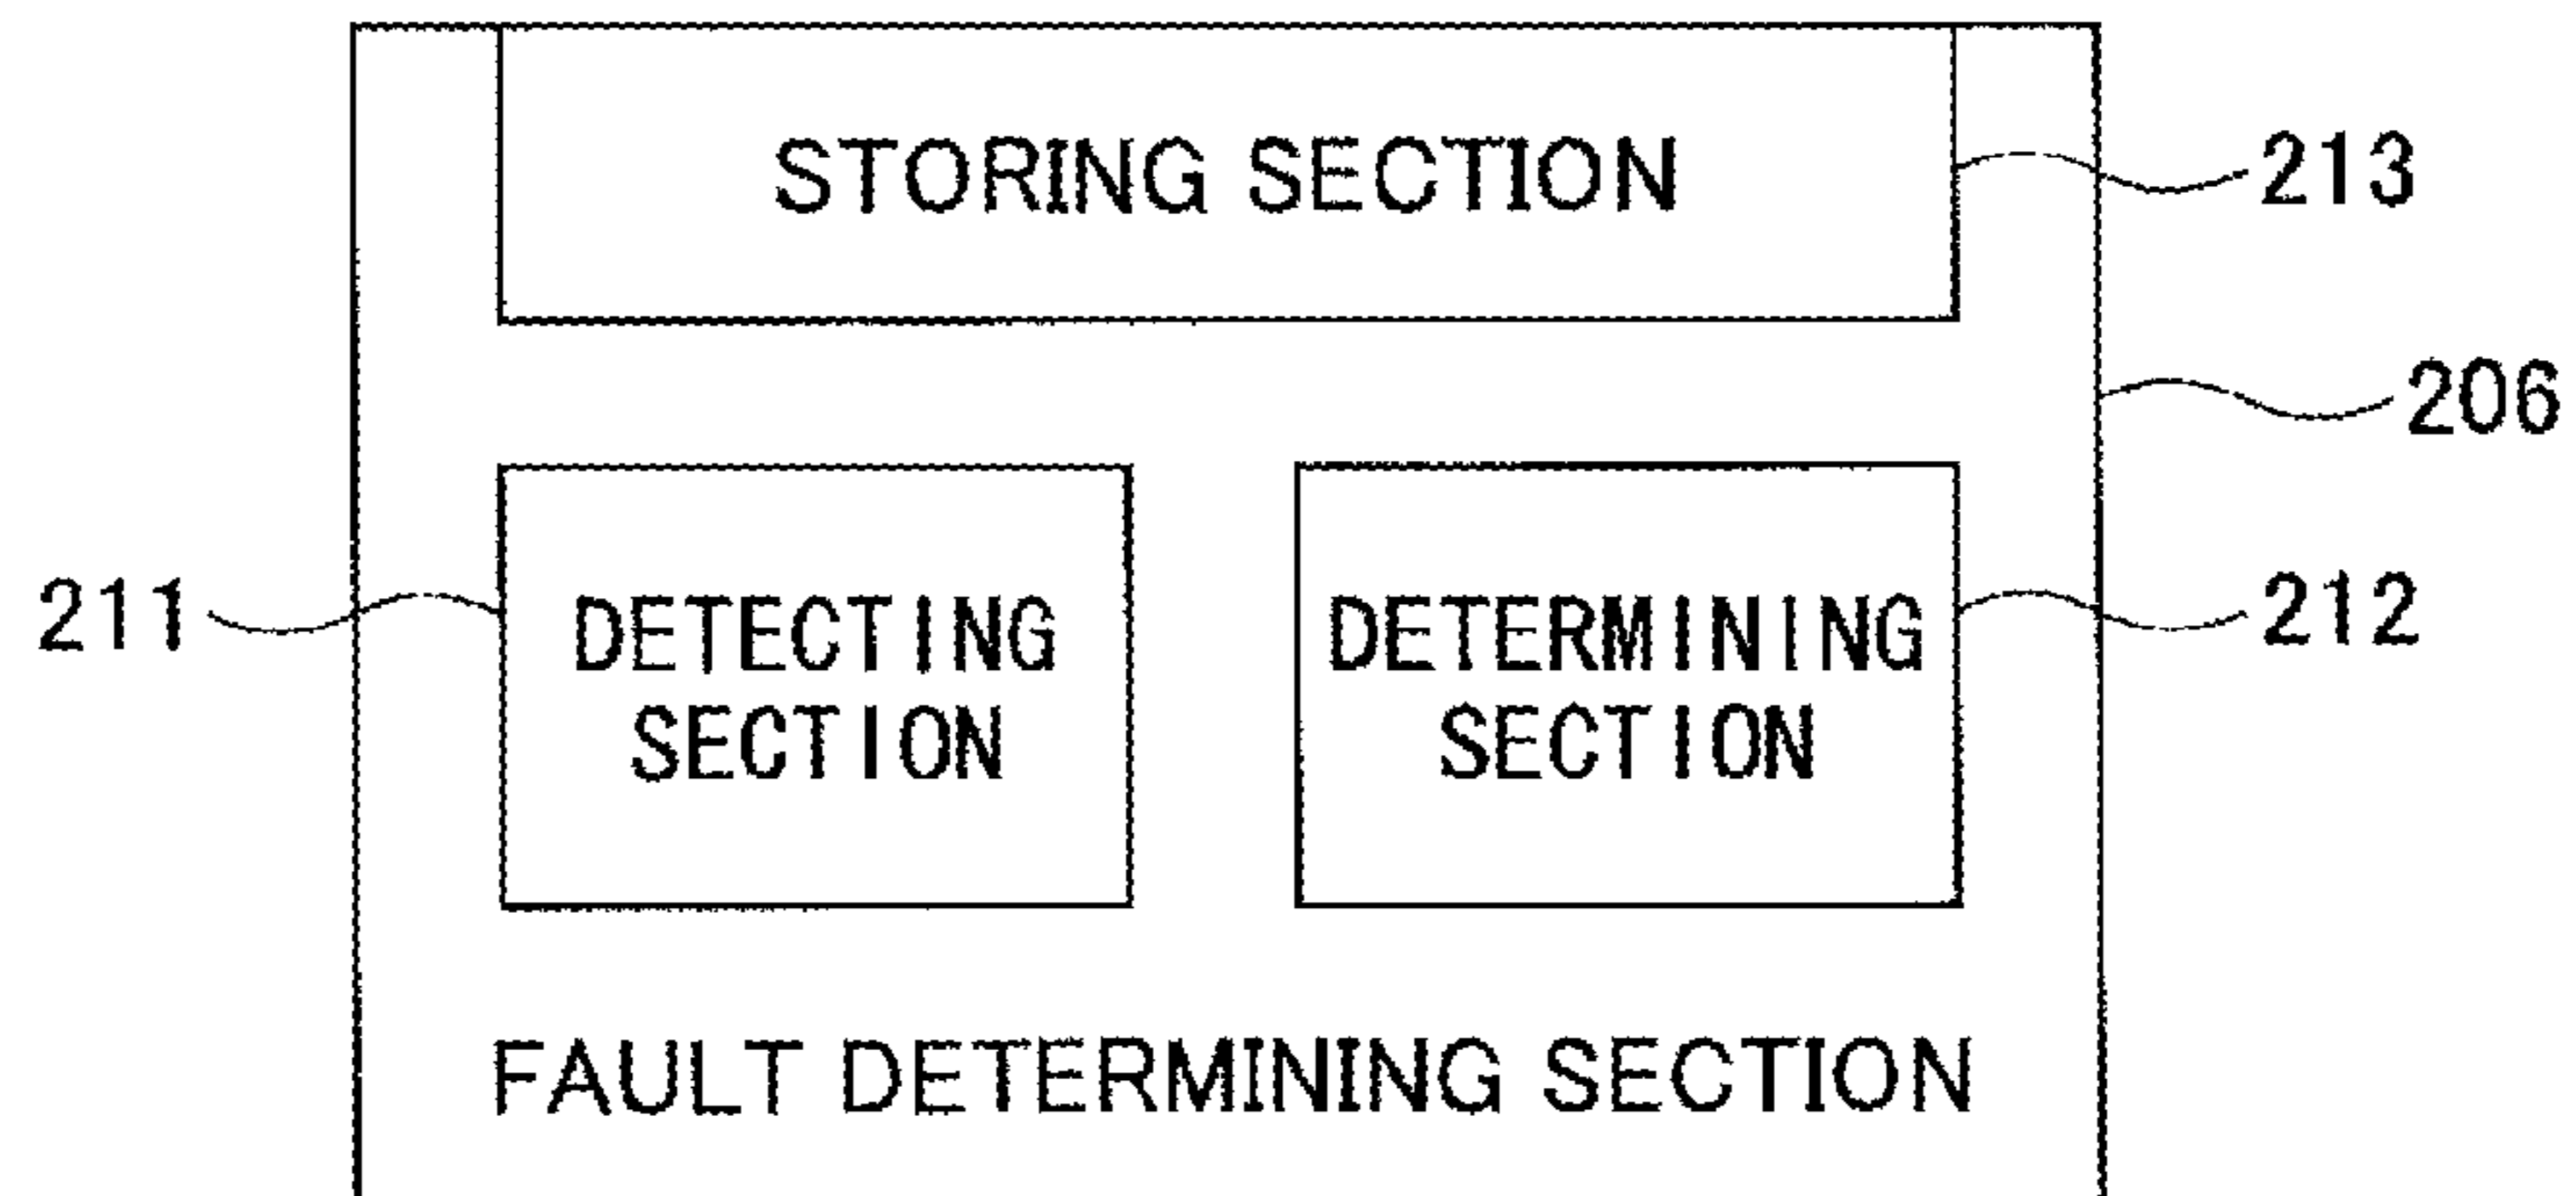 STORING SECTION
213
206
211
DETECTING
SECTION
DETERMINING
SECTION
212
FAULT DETERMINING SECTION